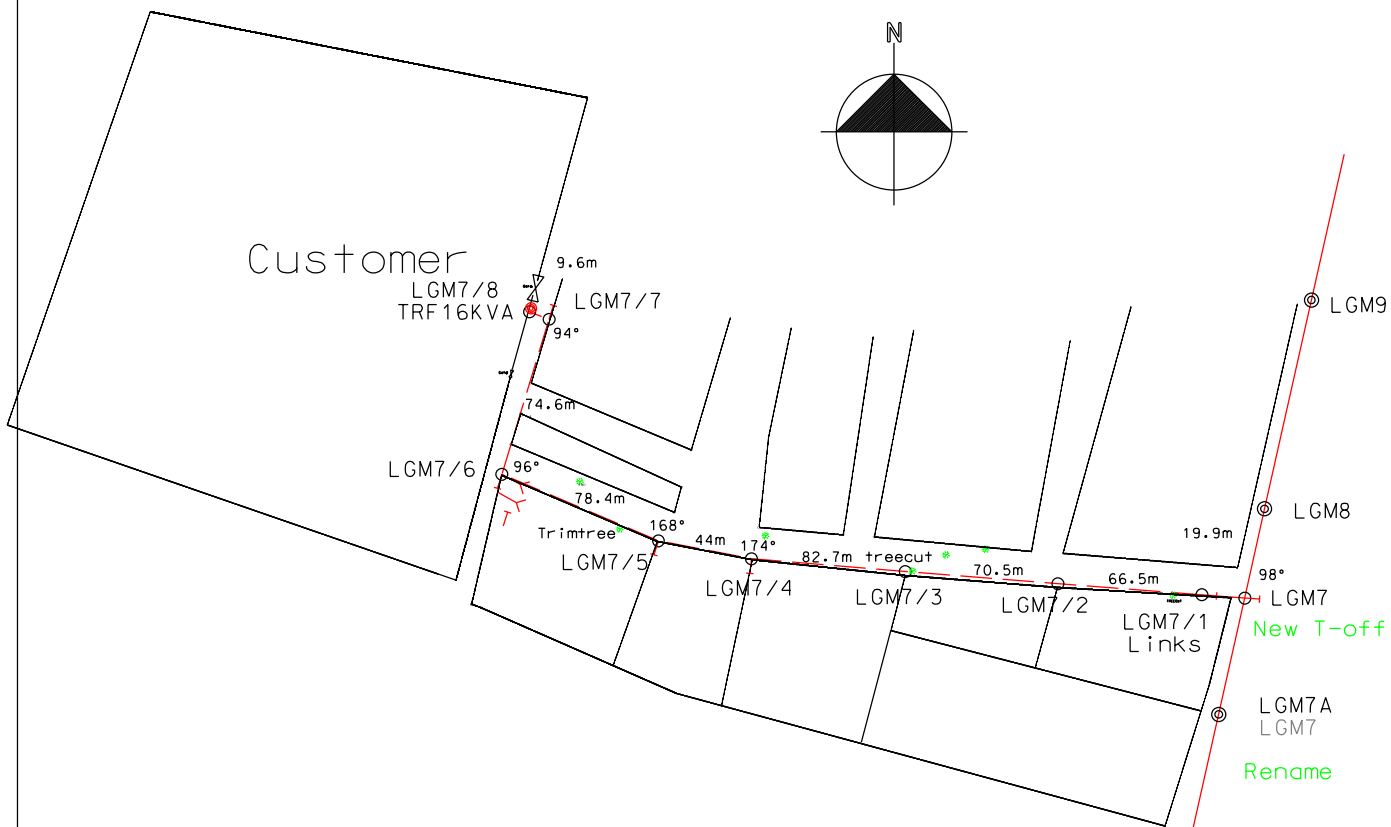 N
Customer
9.6m
LGM7/8
TRF16KVA
LGM7/7
94°
LGM9
74.6m
LGM7/6
96°
78.4m
LGM8
Trimtree
168°
44m
174°
19.9m
82.7m treecut
70.5m
66.5m
98°
LGM7/5
LGM7/4
LGM7/3
LGM7/2
LGM7/1
Links
LGM7
New T-off
LGM7A
LGM7
Rename